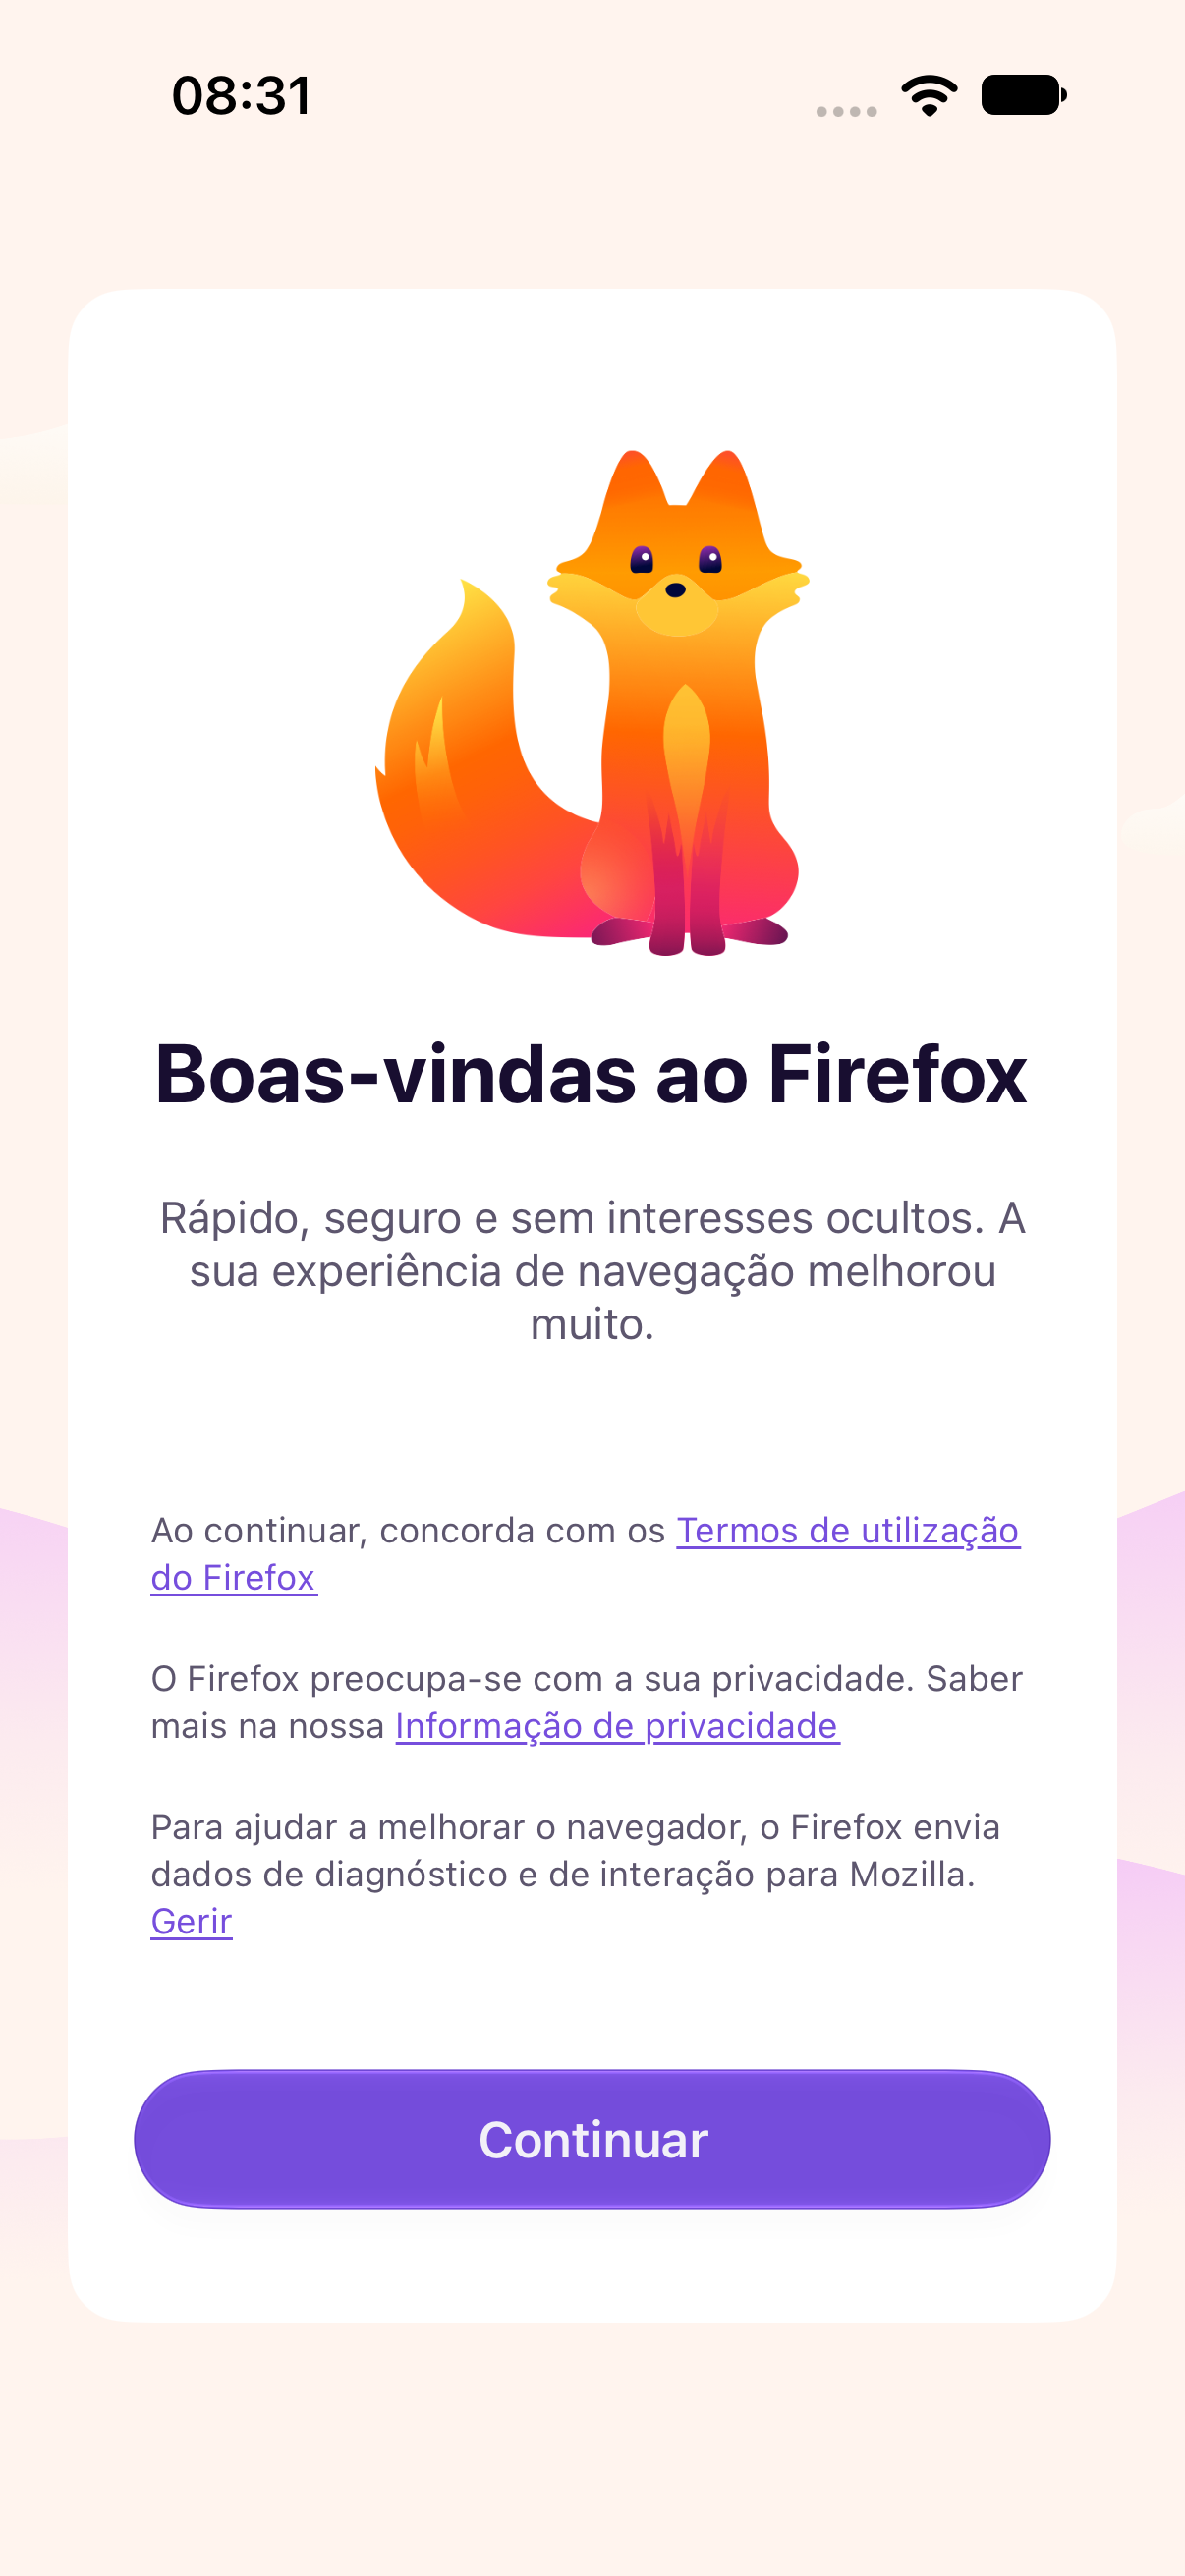 08:31
Boas-vindas ao Firefox
Rápido, seguro e sem interesses ocultos. A
sua experiência de navegação melhorou
muito.
Ao continuar, concorda com os Termos de utilização
do Firefox
O Firefox preocupa-se com a sua privacidade. Saber
mais na nossa Informação de privacidade
Para ajudar a melhorar o navegador, o Firefox envia
dados de diagnóstico e de interação para Mozilla.
Gerir
Continuar